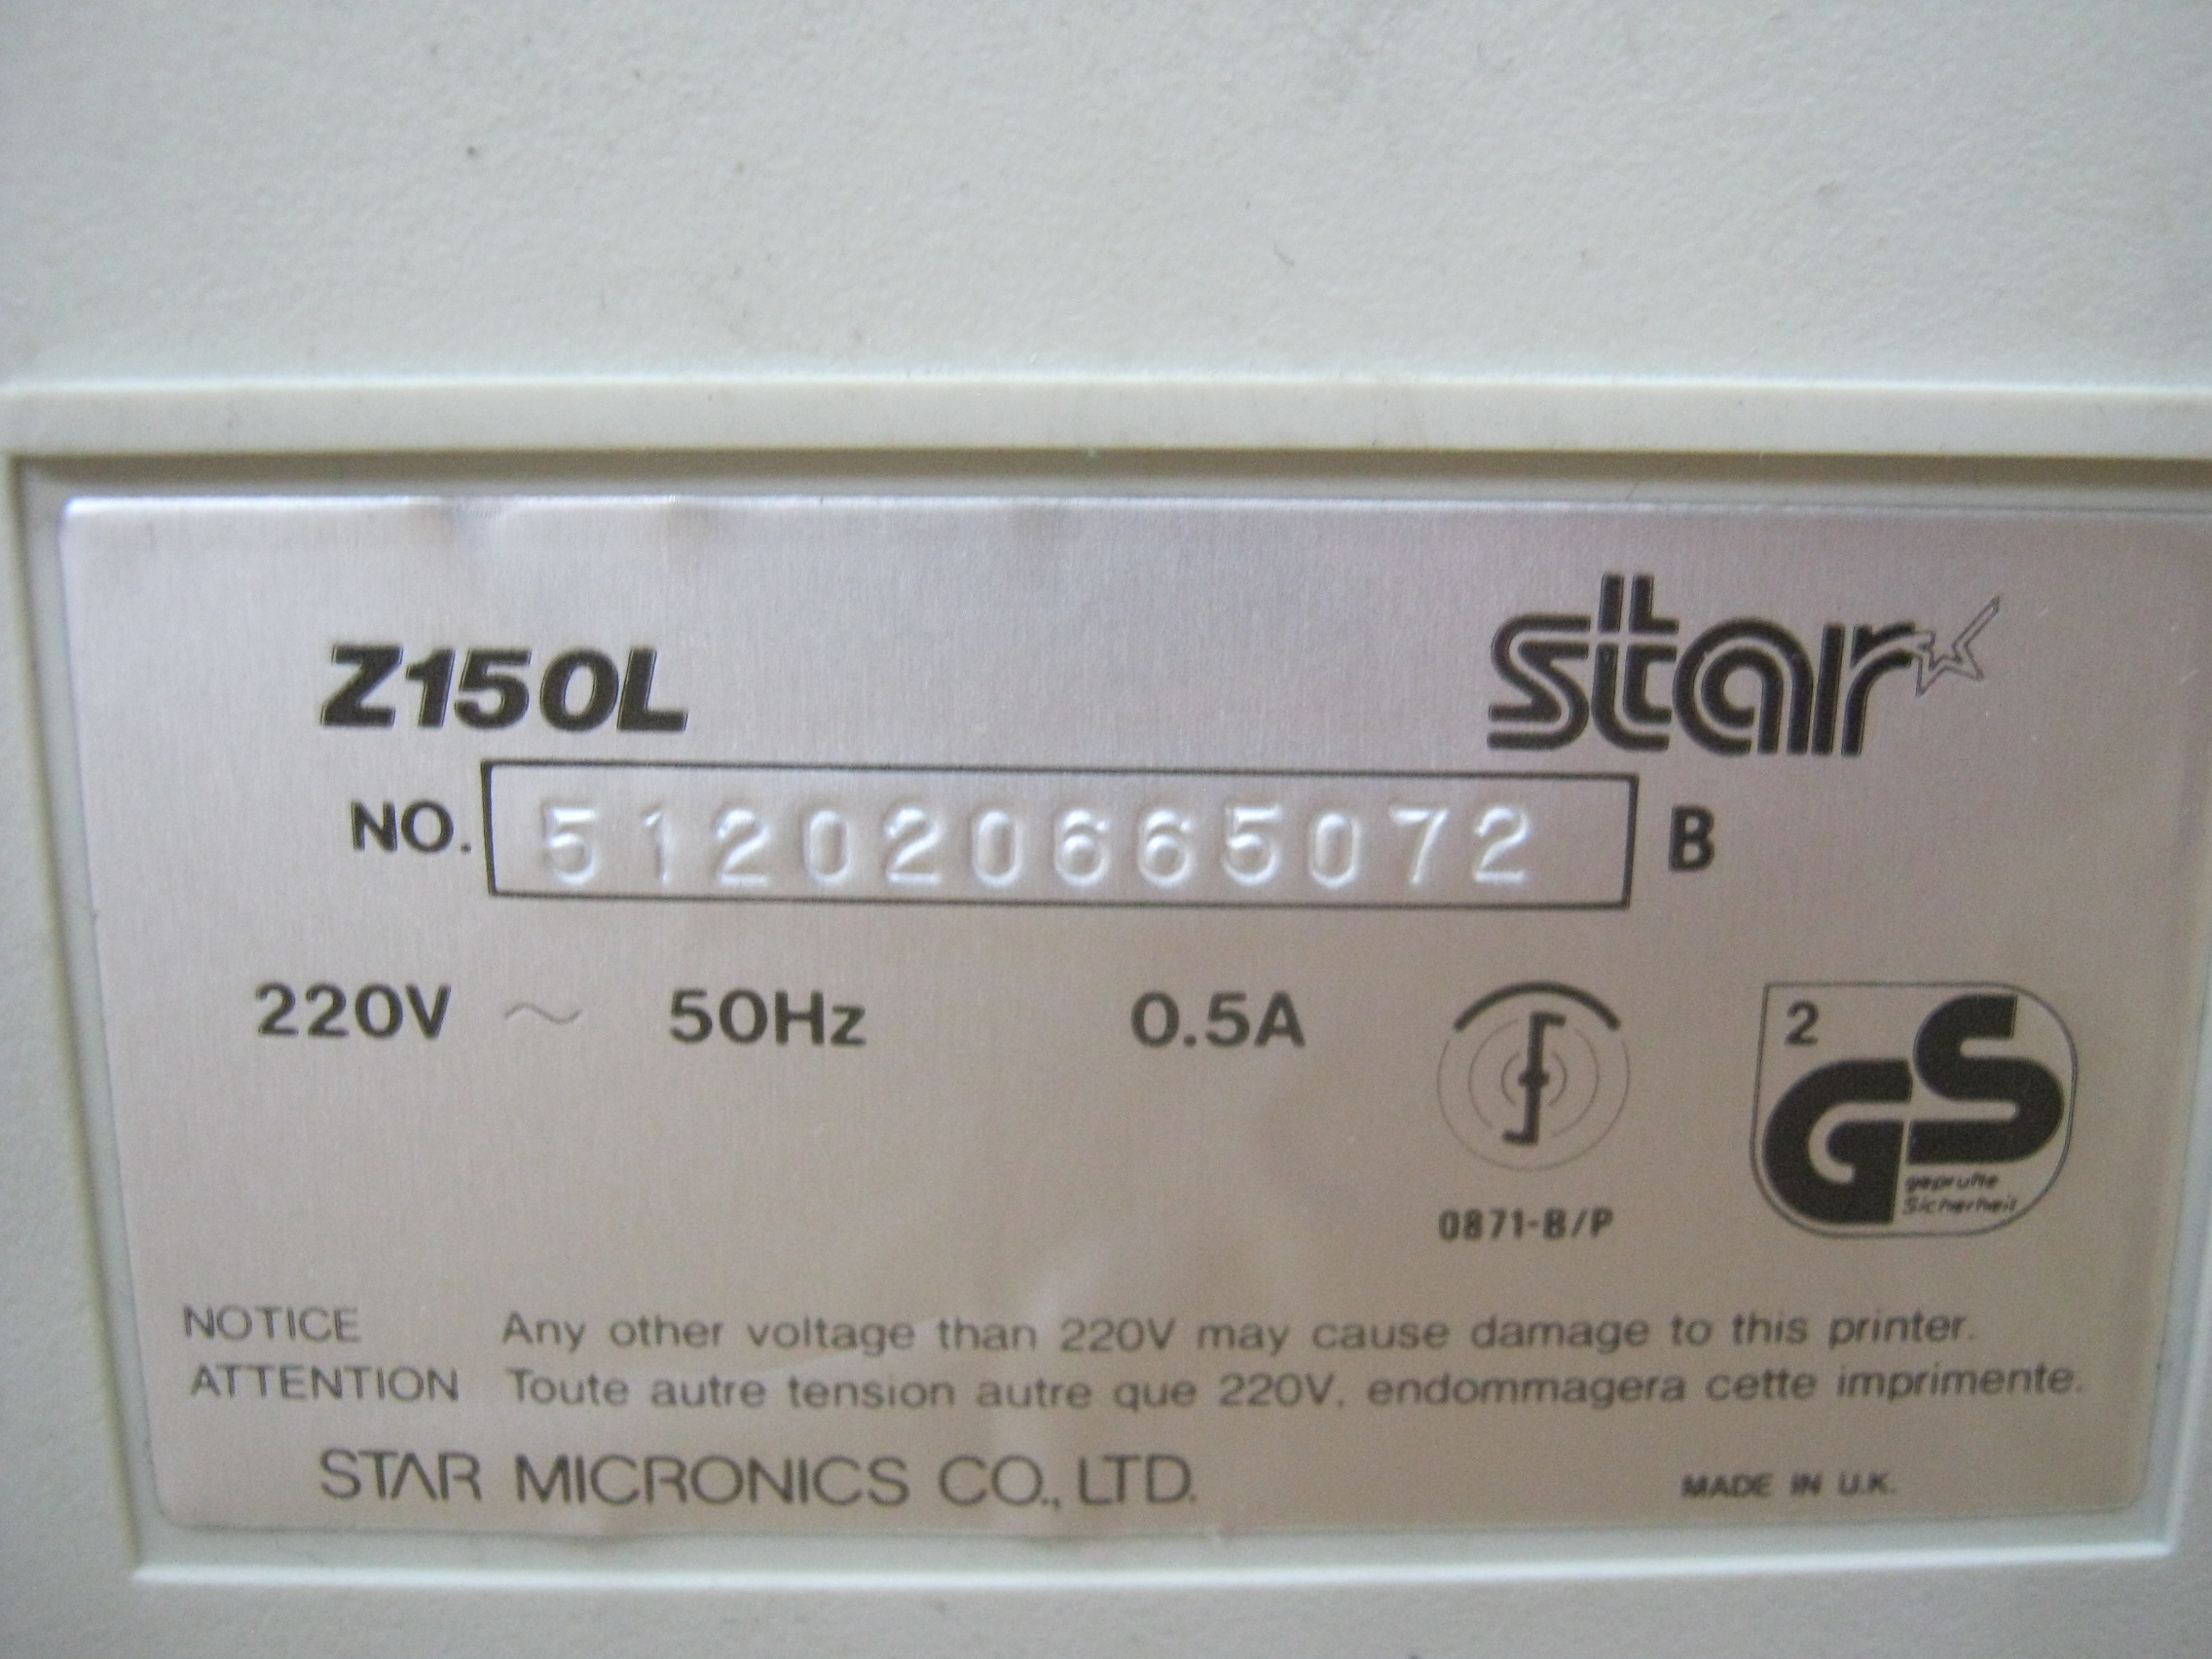 Z150L
star
NO. 512020665072 B
220V ~ 50Hz 0.5A
0871-B/P
2
GS
geprüfte
Sicherheit
NOTICE Any other voltage than 220V may cause damage to this printer.
ATTENTION Toute autre tension autre que 220V, endommagera cette imprimente.
STAR MICRONICS CO., LTD.
MADE IN U.K.